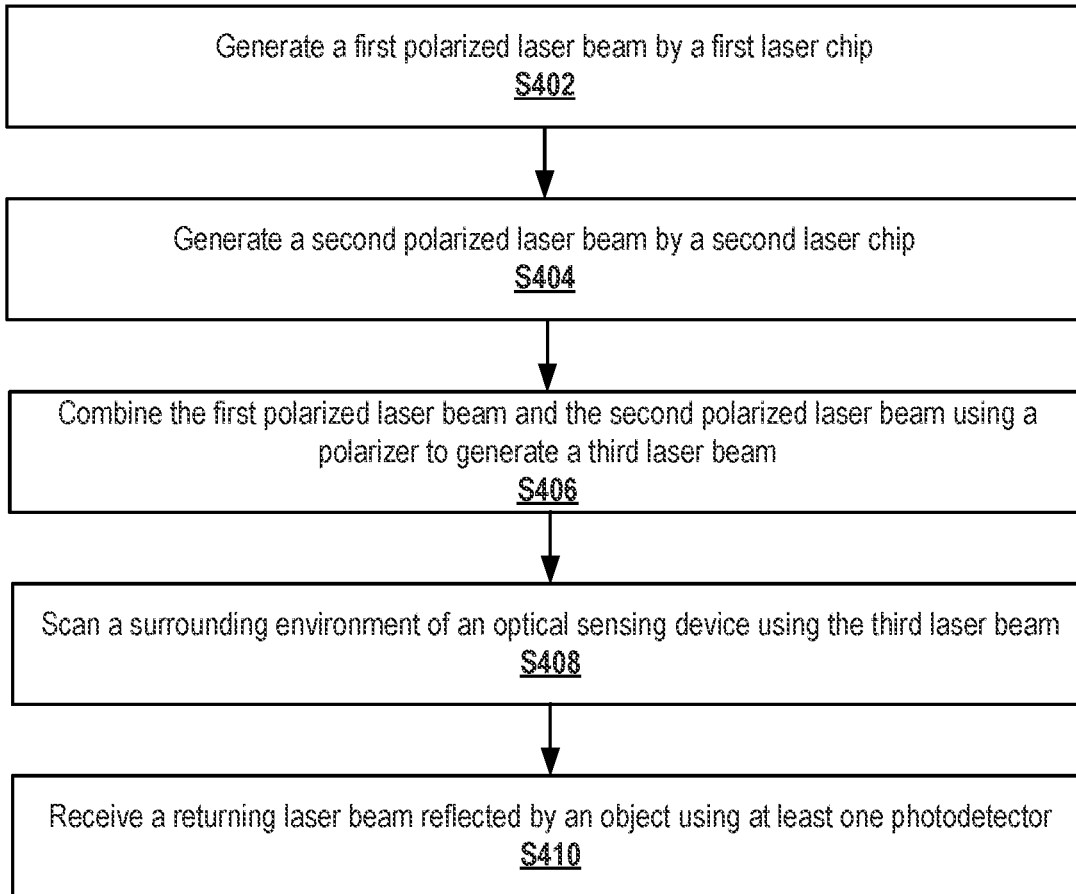 Generate a first polarized laser beam by a first laser chip
S402
Generate a second polarized laser beam by a second laser chip
S404
Combine the first polarized laser beam and the second polarized laser beam using a
polarizer to generate a third laser beam
S406
Scan a surrounding environment of an optical sensing device using the third laser beam
S408
Receive a returning laser beam reflected by an object using at least one photodetector
S410